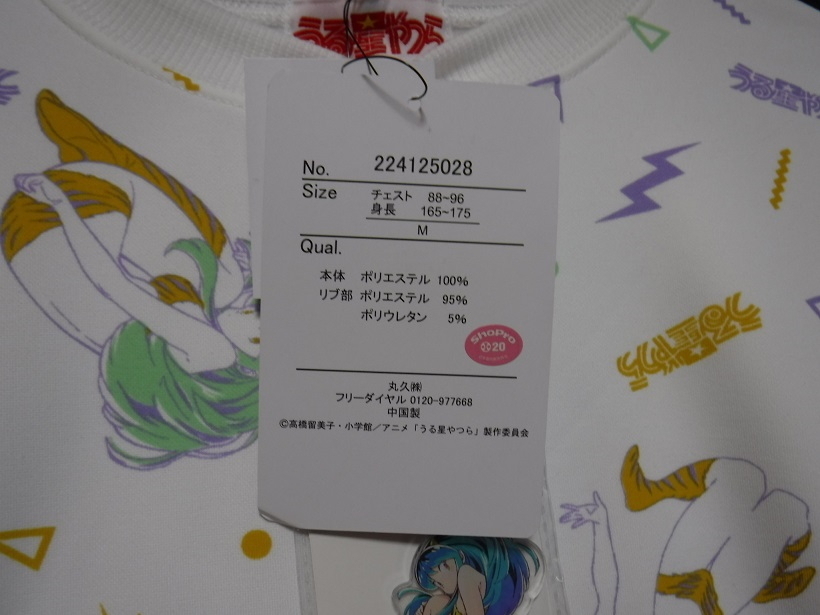 うる星やつら
No. 224125028
Size チェスト 88~96
身長 165~175
M
Qual.
本体 ポリエステル 100%
リブ部 ポリエステル 95%
ポリウレタン 5%
ShoPro
20
丸久㈱
フリーダイヤル 0120-977668
中国製
©高橋留美子・小学館／アニメ「うる星やつら」製作委員会
うる星やつら
うる星やつら